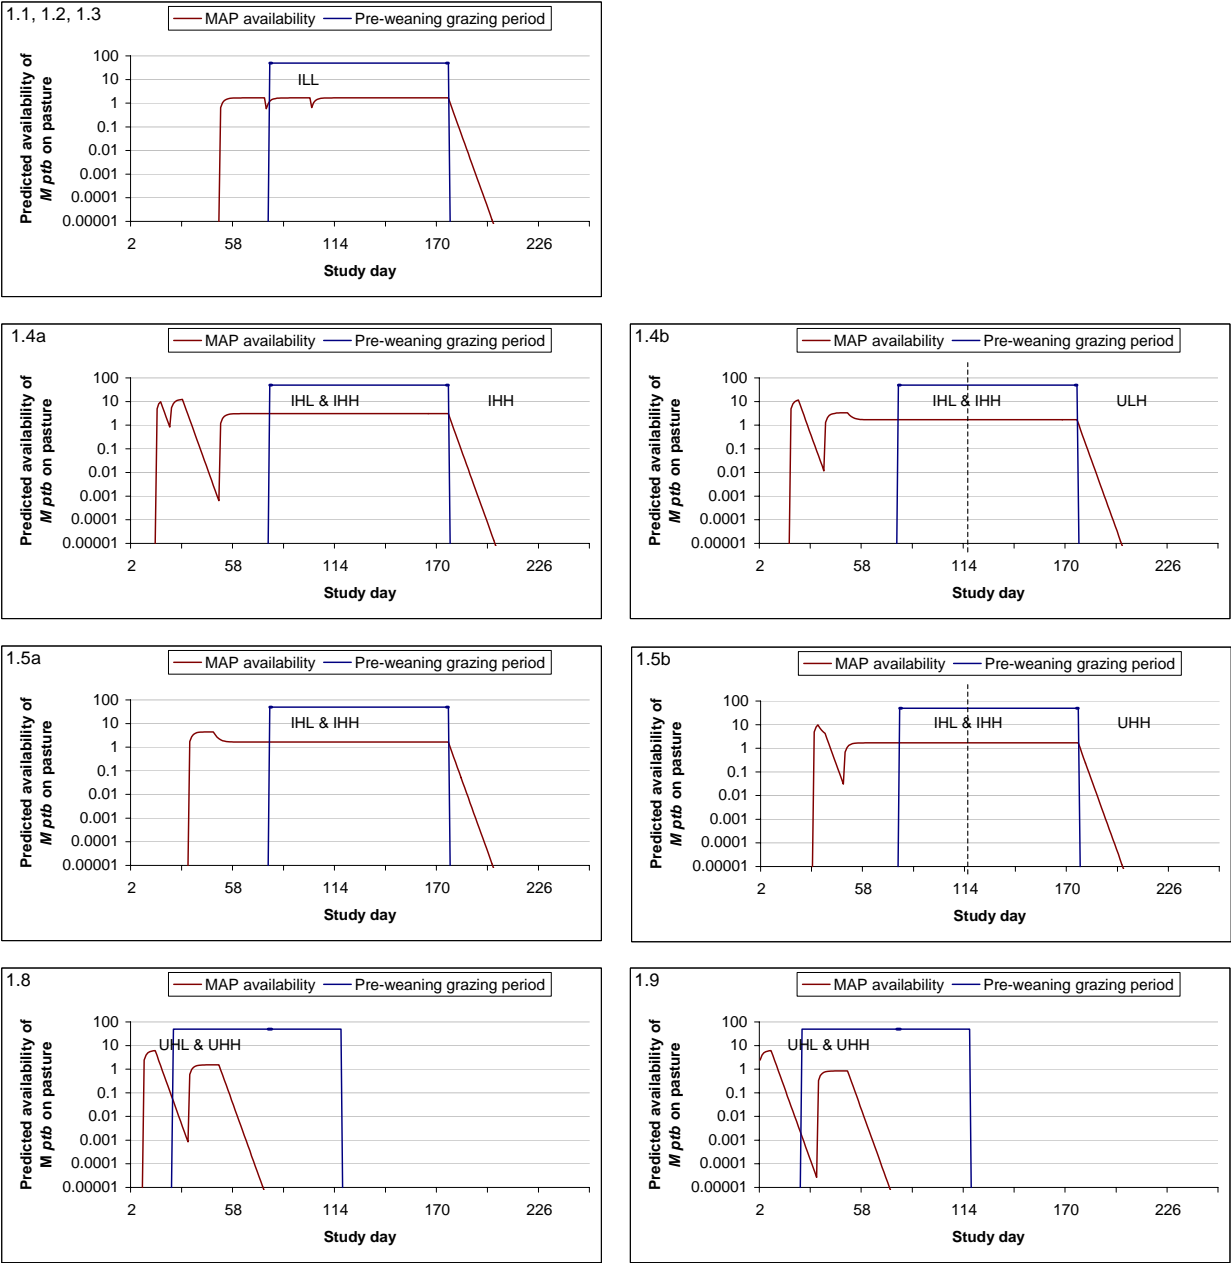 1.1, 1.2, 1.3
MAP availability Pre-weaning grazing period
Predicted availability of
M ptb on pasture
100
10
1
0.1
0.01
0.001
0.0001
0.00001
ILL
2 58 114 170 226
Study day
1.4a
MAP availability Pre-weaning grazing period
Predicted availability of
M ptb on pasture
100
10
1
0.1
0.01
0.001
0.0001
0.00001
IHL & IHH IHH
2 58 114 170 226
Study day
1.4b
MAP availability Pre-weaning grazing period
Predicted availability of
M ptb on pasture
100
10
1
0.1
0.01
0.001
0.0001
0.00001
IHL & IHH ULH
2 58 114 170 226
Study day
1.5a
MAP availability Pre-weaning grazing period
Predicted availability of
M ptb on pasture
100
10
1
0.1
0.01
0.001
0.0001
0.00001
IHL & IHH
2 58 114 170 226
Study day
1.5b
MAP availability Pre-weaning grazing period
Predicted availability of
M ptb on pasture
100
10
1
0.1
0.01
0.001
0.0001
0.00001
IHL & IHH UHH
2 58 114 170 226
Study day
1.8
MAP availability Pre-weaning grazing period
Predicted availability of
M ptb on pasture
100
10
1
0.1
0.01
0.001
0.0001
0.00001
UHL & UHH
2 58 114 170 226
Study day
1.9
MAP availability Pre-weaning grazing period
Predicted availability of
M ptb on pasture
100
10
1
0.1
0.01
0.001
0.0001
0.00001
UHL & UHH
2 58 114 170 226
Study day